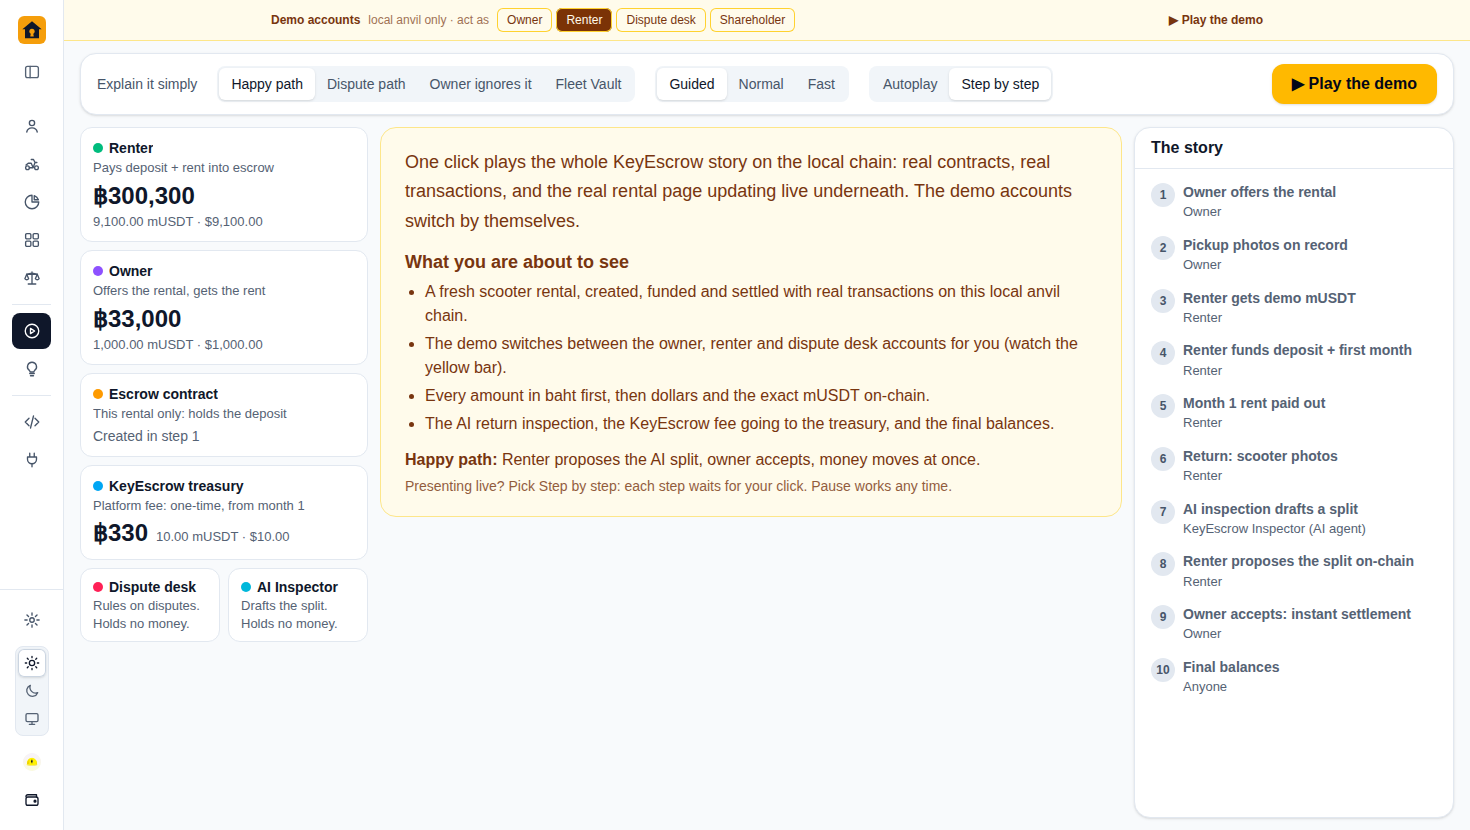 Demo accounts local anvil only · act as Owner Renter Dispute desk Shareholder ▶ Play the demo
Explain it simply Happy path Dispute path Owner ignores it Fleet Vault Guided Normal Fast Autoplay Step by step ▶ Play the demo
Renter
Pays deposit + rent into escrow
฿300,300
9,100.00 mUSDT · $9,100.00
Owner
Offers the rental, gets the rent
฿33,000
1,000.00 mUSDT · $1,000.00
Escrow contract
This rental only: holds the deposit
Created in step 1
KeyEscrow treasury
Platform fee: one-time, from month 1
฿330 10.00 mUSDT · $10.00
Dispute desk
Rules on disputes.
Holds no money.
AI Inspector
Drafts the split.
Holds no money.
One click plays the whole KeyEscrow story on the local chain: real contracts, real
transactions, and the real rental page updating live underneath. The demo accounts
switch by themselves.
What you are about to see
• A fresh scooter rental, created, funded and settled with real transactions on this local anvil
chain.
• The demo switches between the owner, renter and dispute desk accounts for you (watch the
yellow bar).
• Every amount in baht first, then dollars and the exact mUSDT on-chain.
• The AI return inspection, the KeyEscrow fee going to the treasury, and the final balances.
Happy path: Renter proposes the AI split, owner accepts, money moves at once.
Presenting live? Pick Step by step: each step waits for your click. Pause works any time.
The story
1 Owner offers the rental
Owner
2 Pickup photos on record
Owner
3 Renter gets demo mUSDT
Renter
4 Renter funds deposit + first month
Renter
5 Month 1 rent paid out
Renter
6 Return: scooter photos
Renter
7 AI inspection drafts a split
KeyEscrow Inspector (AI agent)
8 Renter proposes the split on-chain
Renter
9 Owner accepts: instant settlement
Owner
10 Final balances
Anyone